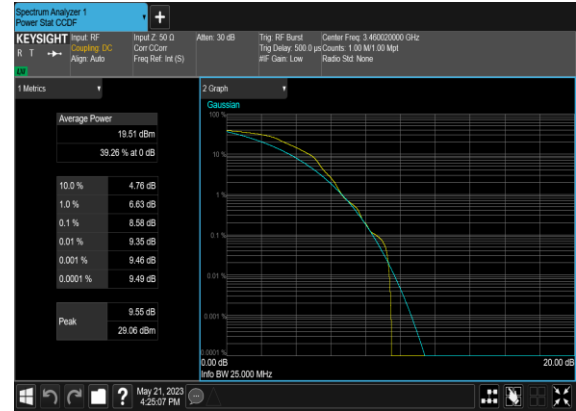 Spectrum Analyzer 1
Power Stat CCDF
KEYSIGHT
R T
LV
Input: RF
Coupling: DC
Align: Auto
Input Z: 50 Ω
Corr CCorr
Freq Ref: Int (S)
Atten: 30 dB
Trig: RF Burst
Trig Delay: 500.0 µs
#IF Gain: Low
Center Freq: 3.460020000 GHz
Counts: 1.00 M/1.00 Mpt
Radio Std: None
1 Metrics
Average Power
19.51 dBm
39.26 % at 0 dB
10.0 % 4.76 dB
1.0 % 6.63 dB
0.1 % 8.58 dB
0.01 % 9.35 dB
0.001 % 9.46 dB
0.0001 % 9.49 dB
Peak
9.55 dB
29.06 dBm
2 Graph
Gaussian
100 %
10 %
1 %
0.1 %
0.01 %
0.001 %
0.0001 %
0.00 dB 20.00 dB
Info BW 25.000 MHz
?
May 21, 2023
4:25:07 PM